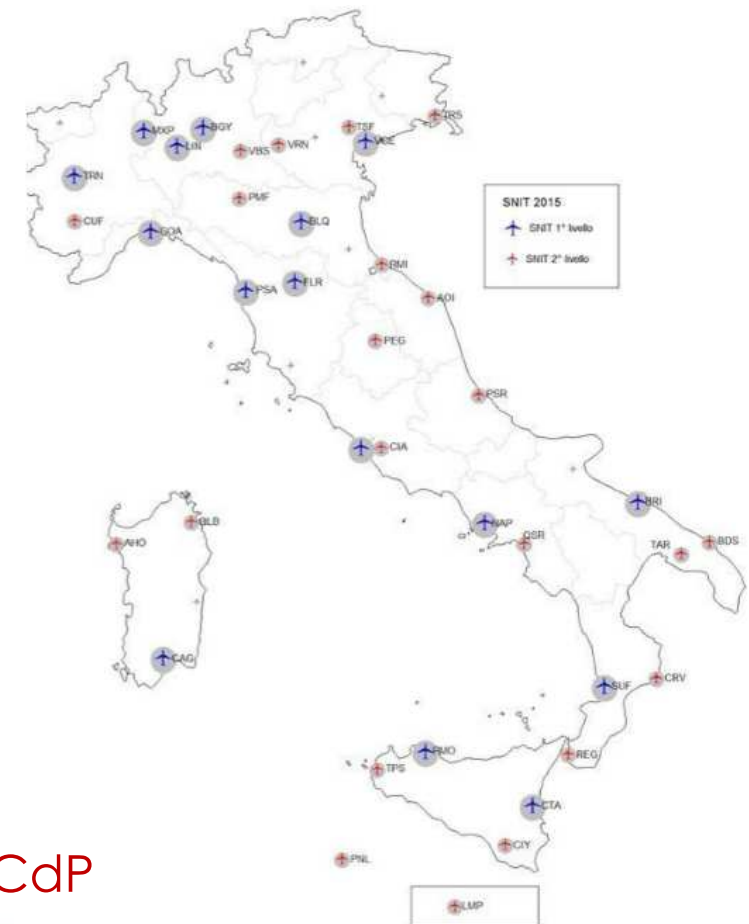 TRS
MXP
BGY
TSF
LIN
VCE
VBS
VRN
TRN
PMF
SNIT 2015
CUF
GOA
BLQ
SNIT 1° livello
SNIT 2° livello
RMI
FLR
PSA
AOI
PEG
PSR
CIA
BRI
OLB
NAP
AHO
QSR
TAR
BDS
CAG
SUF
CRV
PMO
REG
TPS
CTA
CIY
PNL
CdP
LMP